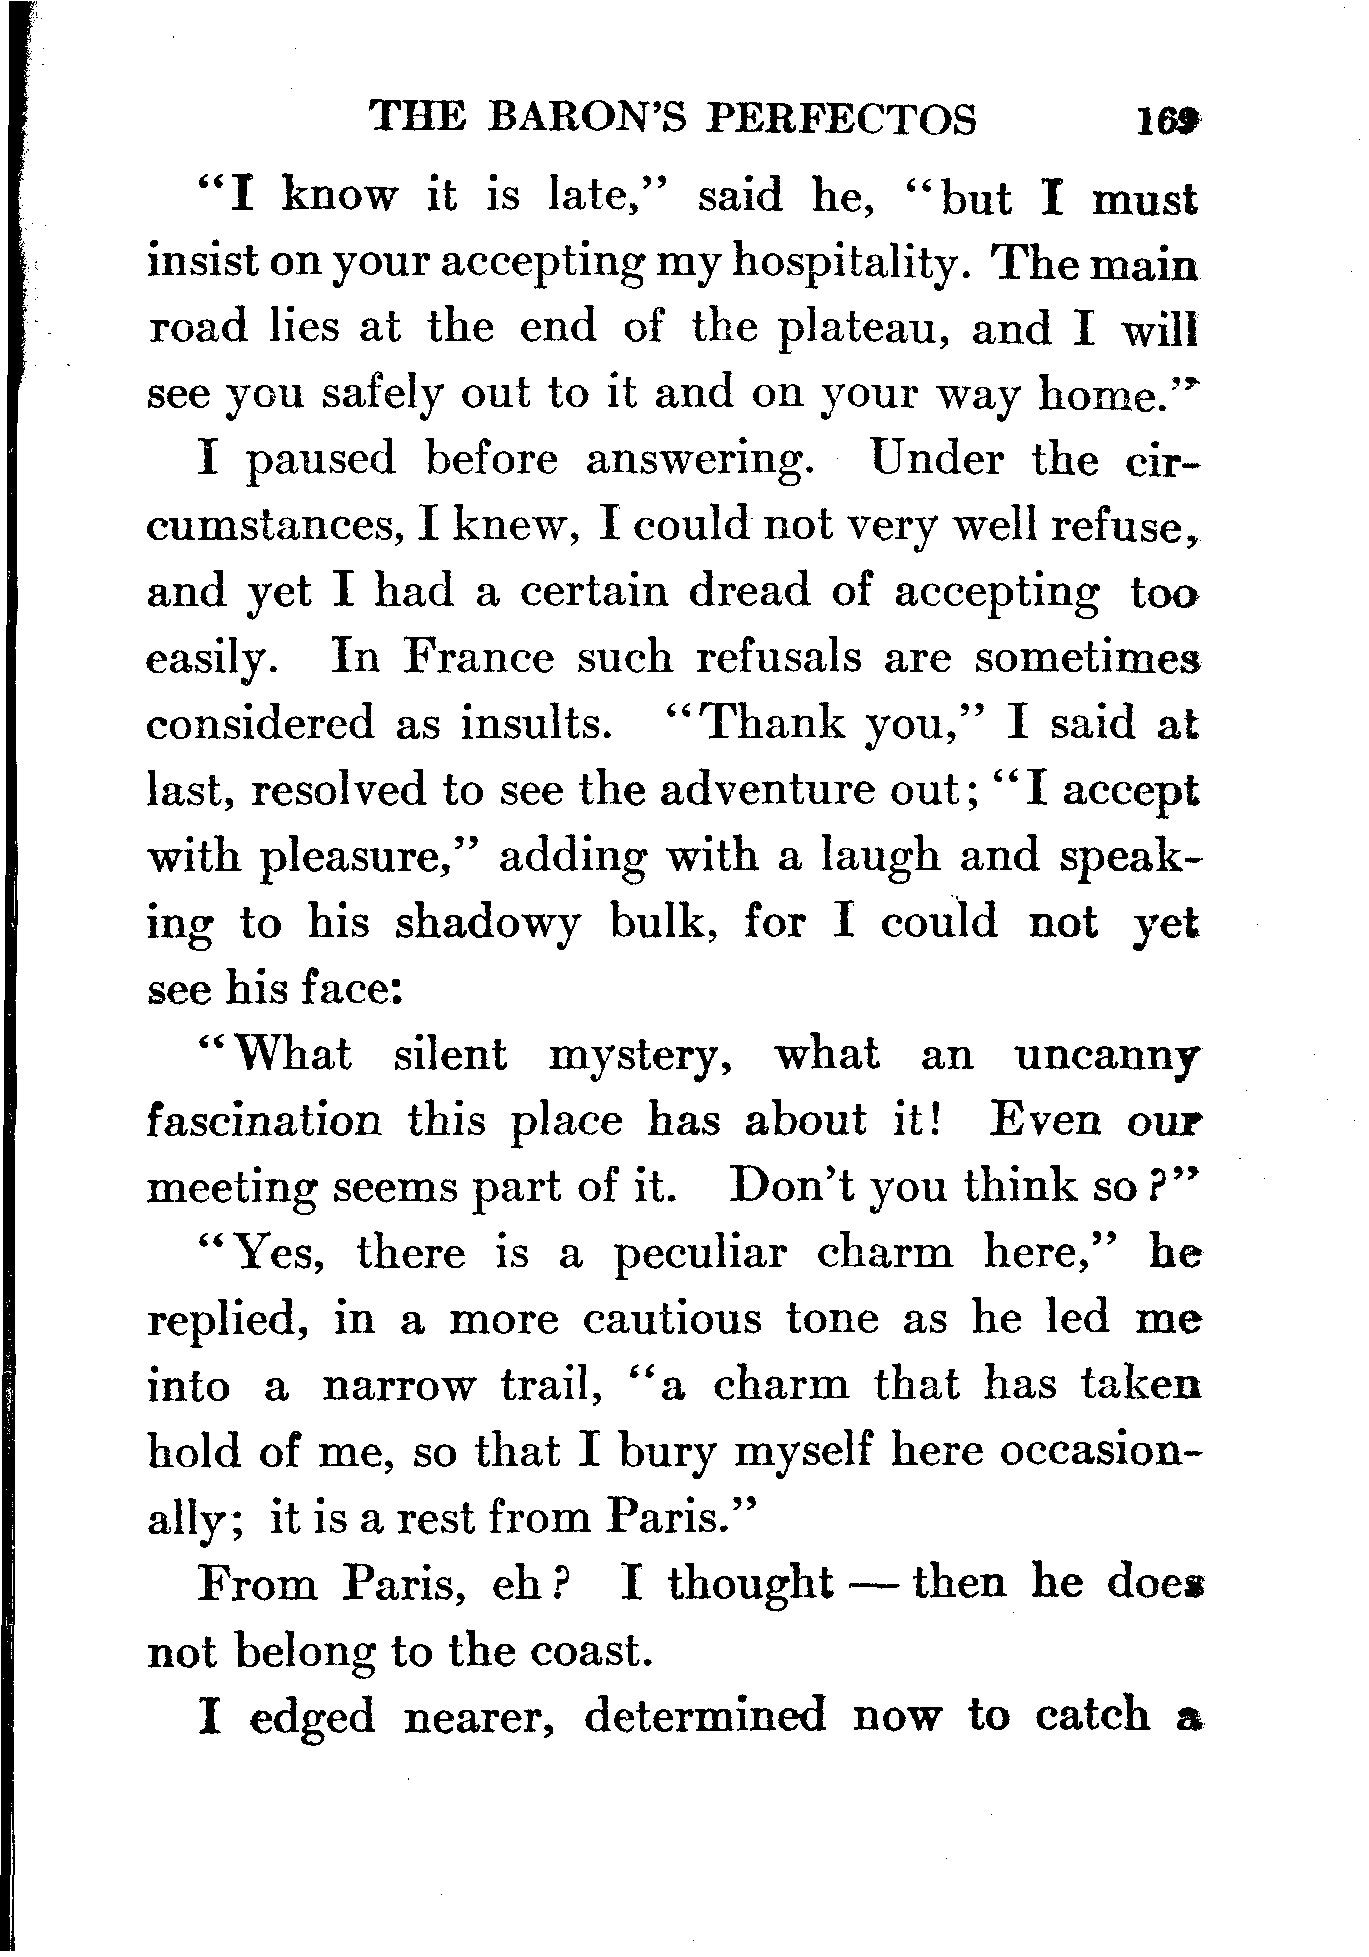 THE BARON'S PERFECTOS 169
"I know it is late," said he, "but I must
insist on your accepting my hospitality. The main
road lies at the end of the plateau, and I will
see you safely out to it and on your way home."
I paused before answering. Under the cir-
cumstances, I knew, I could not very well refuse,
and yet I had a certain dread of accepting too
easily. In France such refusals are sometimes
considered as insults. "Thank you," I said at
last, resolved to see the adventure out; "I accept
with pleasure," adding with a laugh and speak-
ing to his shadowy bulk, for I could not yet
see his face:
"What silent mystery, what an uncanny
fascination this place has about it! Even our
meeting seems part of it. Don't you think so?"
"Yes, there is a peculiar charm here," he
replied, in a more cautious tone as he led me
into a narrow trail, "a charm that has taken
hold of me, so that I bury myself here occasion-
ally; it is a rest from Paris."
From Paris, eh? I thought — then he does
not belong to the coast.
I edged nearer, determined now to catch a